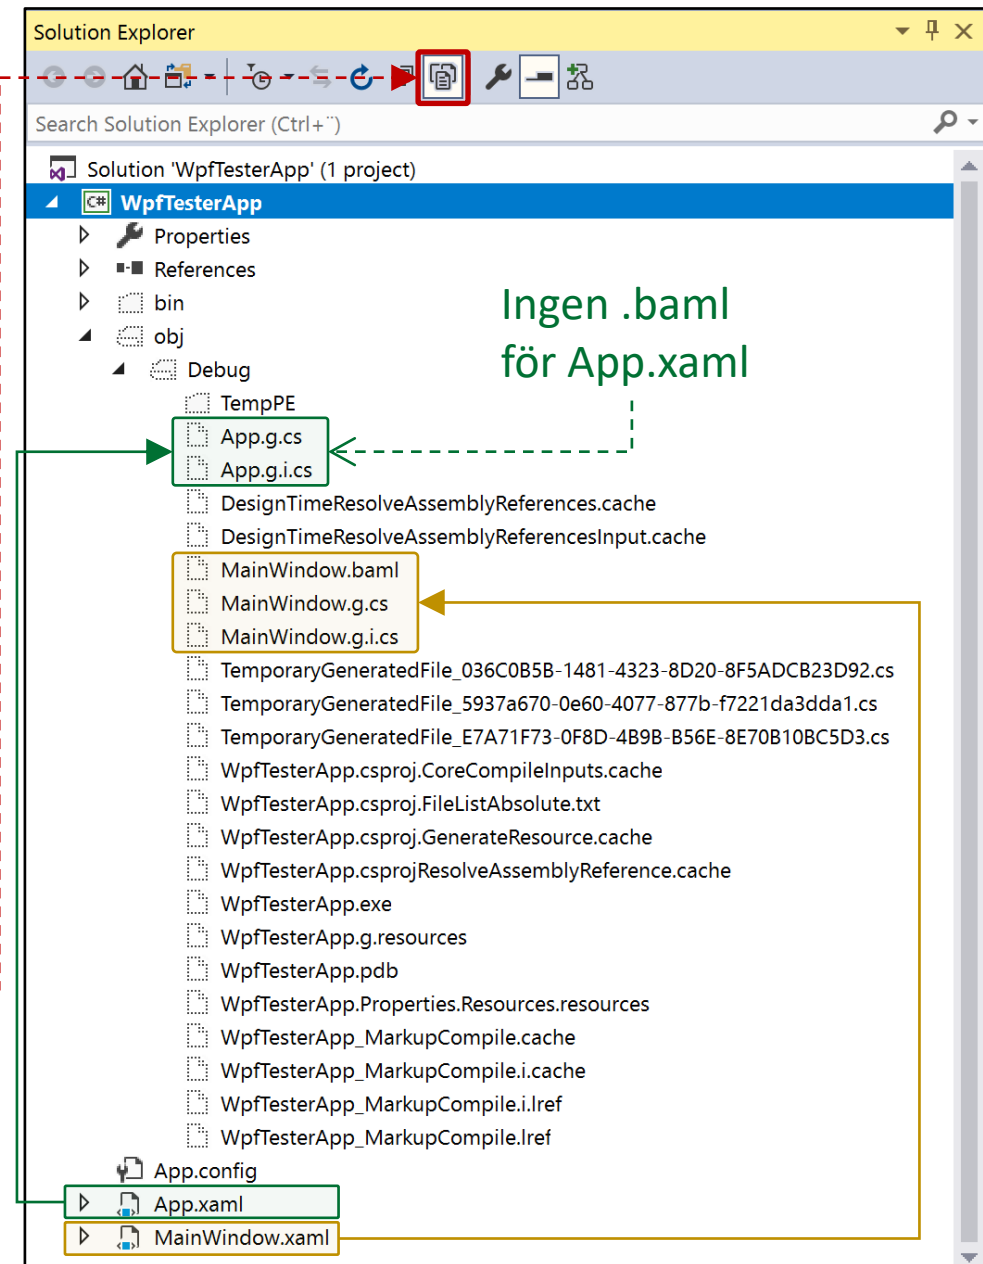 Solution Explorer
Search Solution Explorer (Ctrl+¨)
Solution 'WpfTesterApp' (1 project)
C# WpfTesterApp
Properties
References
bin
obj
Debug
Ingen .baml
för App.xaml
TempPE
App.g.cs
App.g.i.cs
DesignTimeResolveAssemblyReferences.cache
DesignTimeResolveAssemblyReferencesInput.cache
MainWindow.baml
MainWindow.g.cs
MainWindow.g.i.cs
TemporaryGeneratedFile_036C0B5B-1481-4323-8D20-8F5ADCB23D92.cs
TemporaryGeneratedFile_5937a670-0e60-4077-877b-f7221da3dda1.cs
TemporaryGeneratedFile_E7A71F73-0F8D-4B9B-B56E-8E70B10BC5D3.cs
WpfTesterApp.csproj.CoreCompileInputs.cache
WpfTesterApp.csproj.FileListAbsolute.txt
WpfTesterApp.csproj.GenerateResource.cache
WpfTesterApp.csprojResolveAssemblyReference.cache
WpfTesterApp.exe
WpfTesterApp.g.resources
WpfTesterApp.pdb
WpfTesterApp.Properties.Resources.resources
WpfTesterApp_MarkupCompile.cache
WpfTesterApp_MarkupCompile.i.cache
WpfTesterApp_MarkupCompile.i.lref
WpfTesterApp_MarkupCompile.lref
App.config
App.xaml
MainWindow.xaml